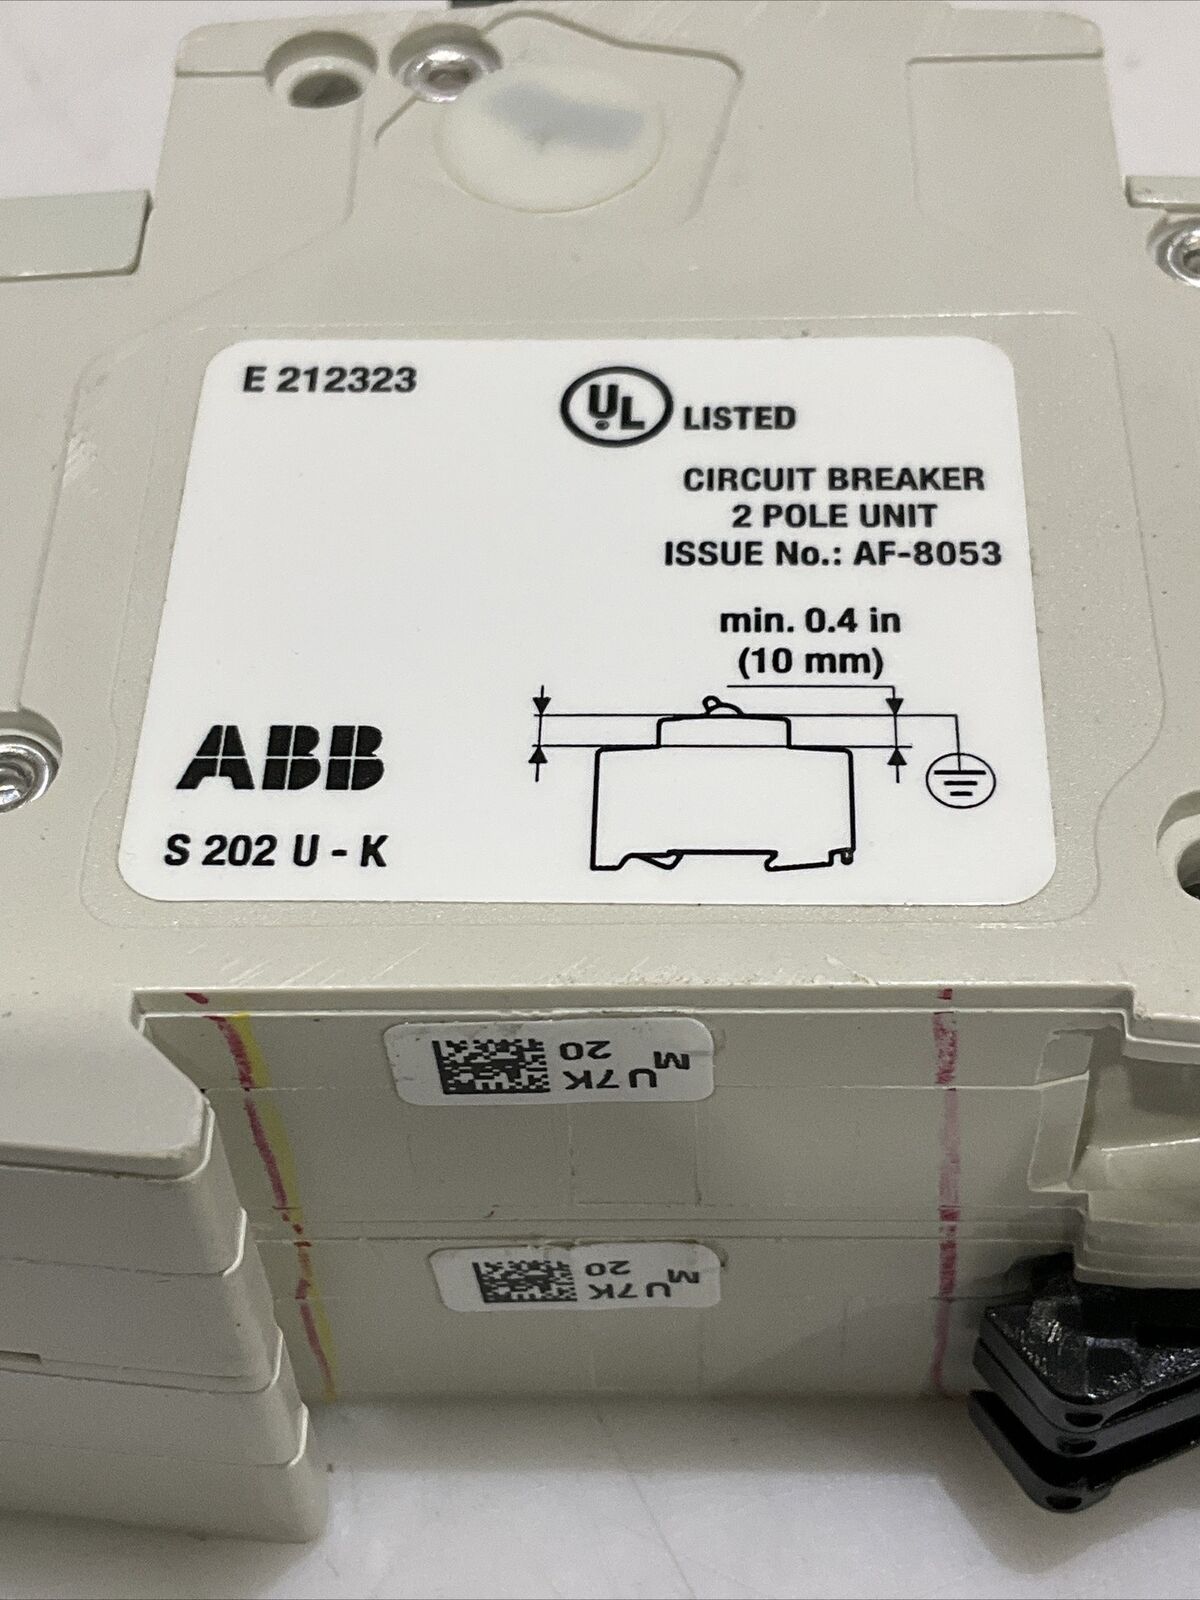 E 212323
UL LISTED
CIRCUIT BREAKER
2 POLE UNIT
ISSUE No.: AF-8053
min. 0.4 in
(10 mm)
ABB
S 202 U - K
M
U7K
20
M
U7K
20